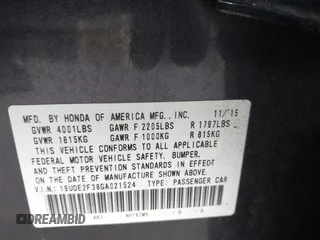 MFD. BY HONDA OF AMERICA MFG., INC. 11/15
GVWR 4001LBS GAWR F 2205LBS R 1797LBS
GVWR 1815KG GAWR F 1000KG R 815KG
THIS VEHICLE CONFORMS TO ALL APPLICABLE
FEDERAL MOTOR VEHICLE SAFETY, BUMPER,
AND THEFT PREVENTION STANDARDS IN EFFECT
ON THE DATE OF MANUFACTURE SHOWN ABOVE.
V.I.N.: 19UDE2F38GA021524 TYPE: PASSENGER CAR
DREAMBID